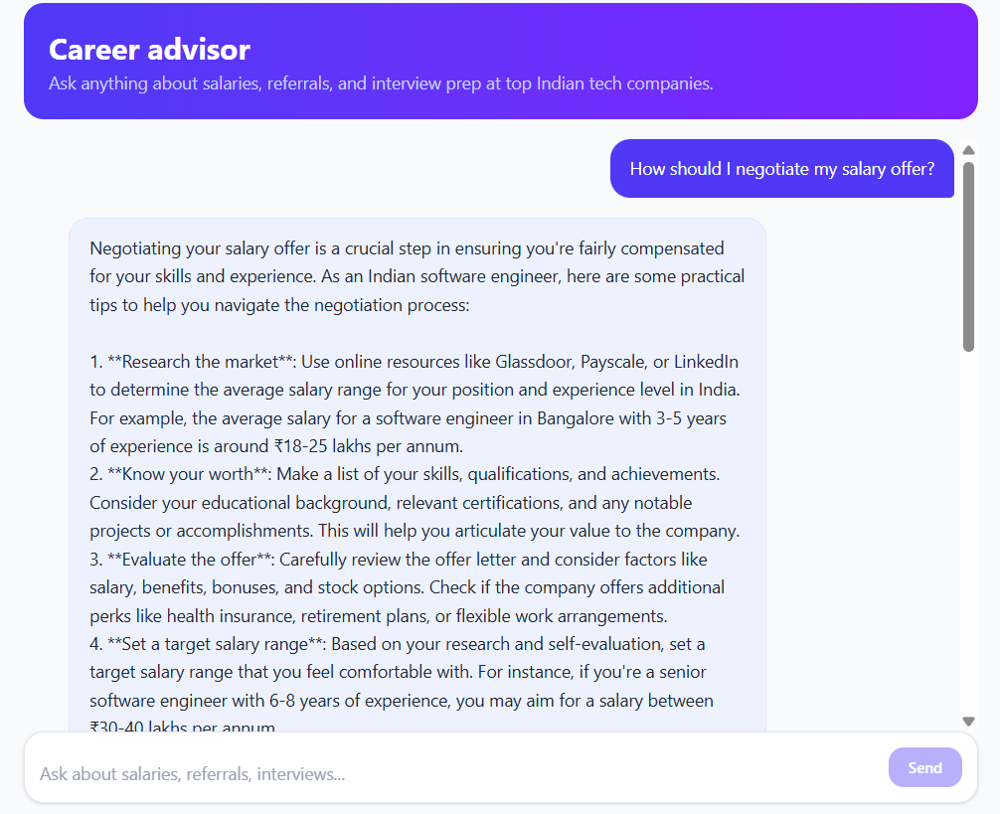 Career advisor
Ask anything about salaries, referrals, and interview prep at top Indian tech companies.
How should I negotiate my salary offer?
Negotiating your salary offer is a crucial step in ensuring you're fairly compensated
for your skills and experience. As an Indian software engineer, here are some practical
tips to help you navigate the negotiation process:
1. **Research the market**: Use online resources like Glassdoor, Payscale, or LinkedIn
to determine the average salary range for your position and experience level in India.
For example, the average salary for a software engineer in Bangalore with 3-5 years
of experience is around ₹18-25 lakhs per annum.
2. **Know your worth**: Make a list of your skills, qualifications, and achievements.
Consider your educational background, relevant certifications, and any notable
projects or accomplishments. This will help you articulate your value to the company.
3. **Evaluate the offer**: Carefully review the offer letter and consider factors like
salary, benefits, bonuses, and stock options. Check if the company offers additional
perks like health insurance, retirement plans, or flexible work arrangements.
4. **Set a target salary range**: Based on your research and self-evaluation, set a
target salary range that you feel comfortable with. For instance, if you're a senior
software engineer with 6-8 years of experience, you may aim for a salary between
₹30-40 lakhs per annum
Ask about salaries, referrals, interviews...
Send